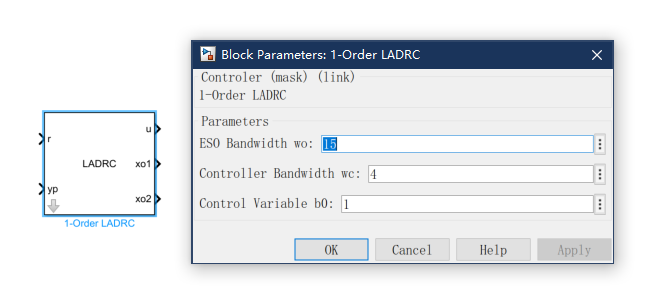 Block Parameters: 1-Order LADRC
Controler (mask) (link)
1-Order LADRC
Parameters
ESO Bandwidth wo: 15
Controller Bandwidth wc: 4
Control Variable b0: 1
OK Cancel Help Apply
r
yp
LADRC
u
xo1
xo2
1-Order LADRC